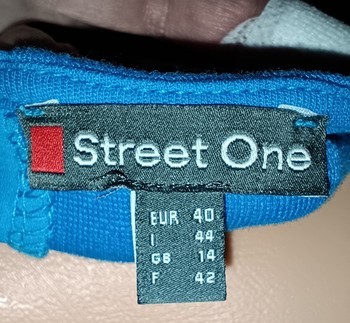 Street One
EUR 40
I 44
GB 14
F 42